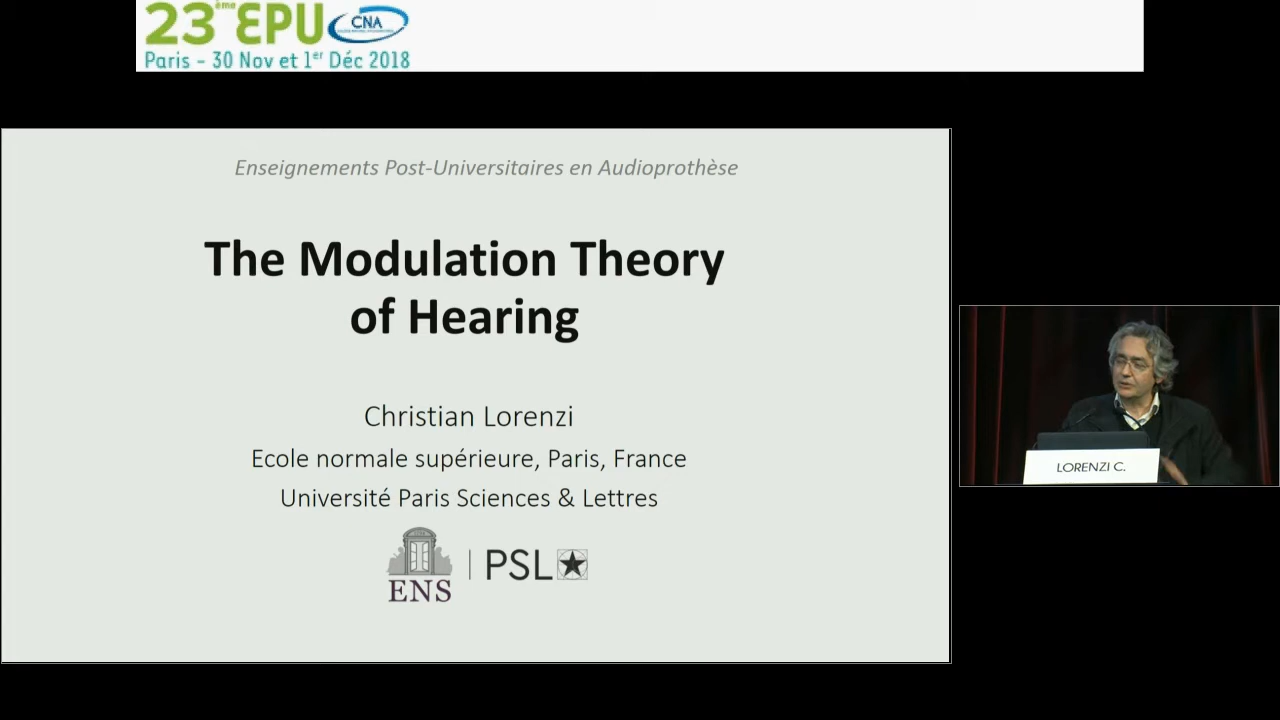 23ème EPU CNA
Paris – 30 Nov et 1er Déc 2018
Enseignements Post-Universitaires en Audioprothèse
The Modulation Theory
of Hearing
Christian Lorenzi
Ecole normale supérieure, Paris, France
Université Paris Sciences & Lettres
ENS | PSL
LORENZI C.